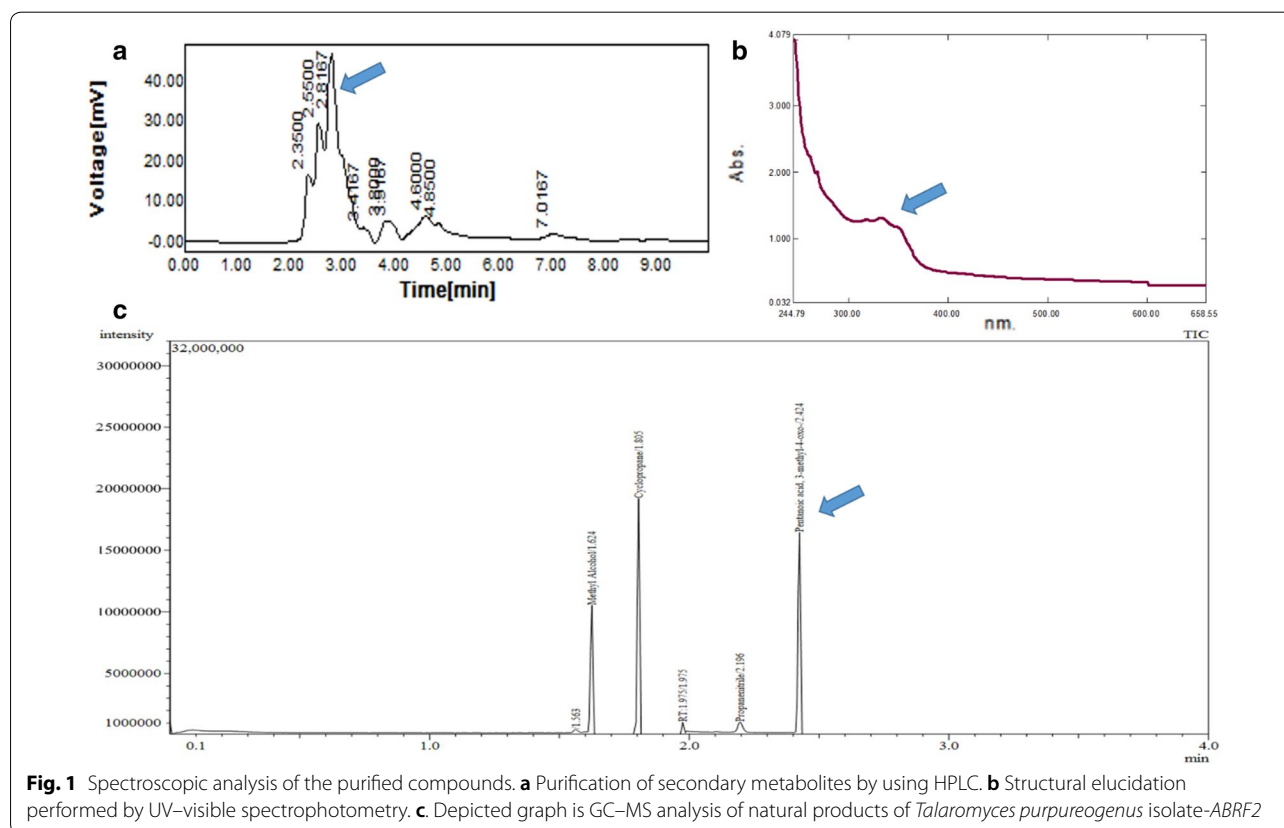 a
Voltage[mV]
40.00
30.00
20.00
10.00
-0.00
2.3500
2.5500
2.8167
3.4167
3.8000
4.6000
4.8500
7.0167
0.00 1.00 2.00 3.00 4.00 5.00 6.00 7.00 8.00 9.00
Time[min]
b
Abs.
4.079
3.000
2.000
1.000
0.032
244.79 300.00 400.00 500.00 600.00 658.55
nm.
c
intensity
TIC
32,000,000
30000000
25000000
20000000
15000000
10000000
5000000
1000000
/1.563
Methyl Alcohol/1.624
Cyclopropane/1.805
RT:1.975/1.975
Propanenitrile/2.196
Pentanoic acid, 3-methyl-4-oxo-/2.424
0.1 1.0 2.0 3.0 4.0
min
Fig. 1 Spectroscopic analysis of the purified compounds. a Purification of secondary metabolites by using HPLC. b Structural elucidation
performed by UV–visible spectrophotometry. c. Depicted graph is GC–MS analysis of natural products of Talaromyces purpureogenus isolate-ABRF2